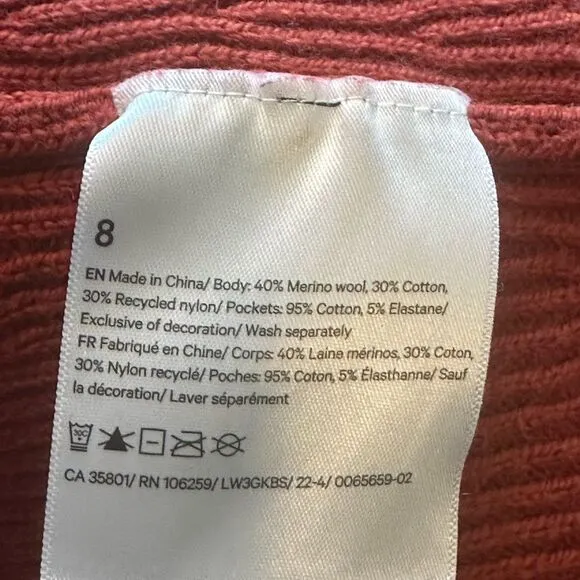 8
EN Made in China/ Body: 40% Merino wool, 30% Cotton,
30% Recycled nylon/ Pockets: 95% Cotton, 5% Elastane/
Exclusive of decoration/ Wash separately
FR Fabriqué en Chine/ Corps: 40% Laine mérinos, 30% Coton,
30% Nylon recyclé/ Poches: 95% Coton, 5% Élasthanne/ Sauf
la décoration/ Laver séparément
30C
CA 35801/ RN 106259/ LW3GKBS/ 22-4/ 0065659-02